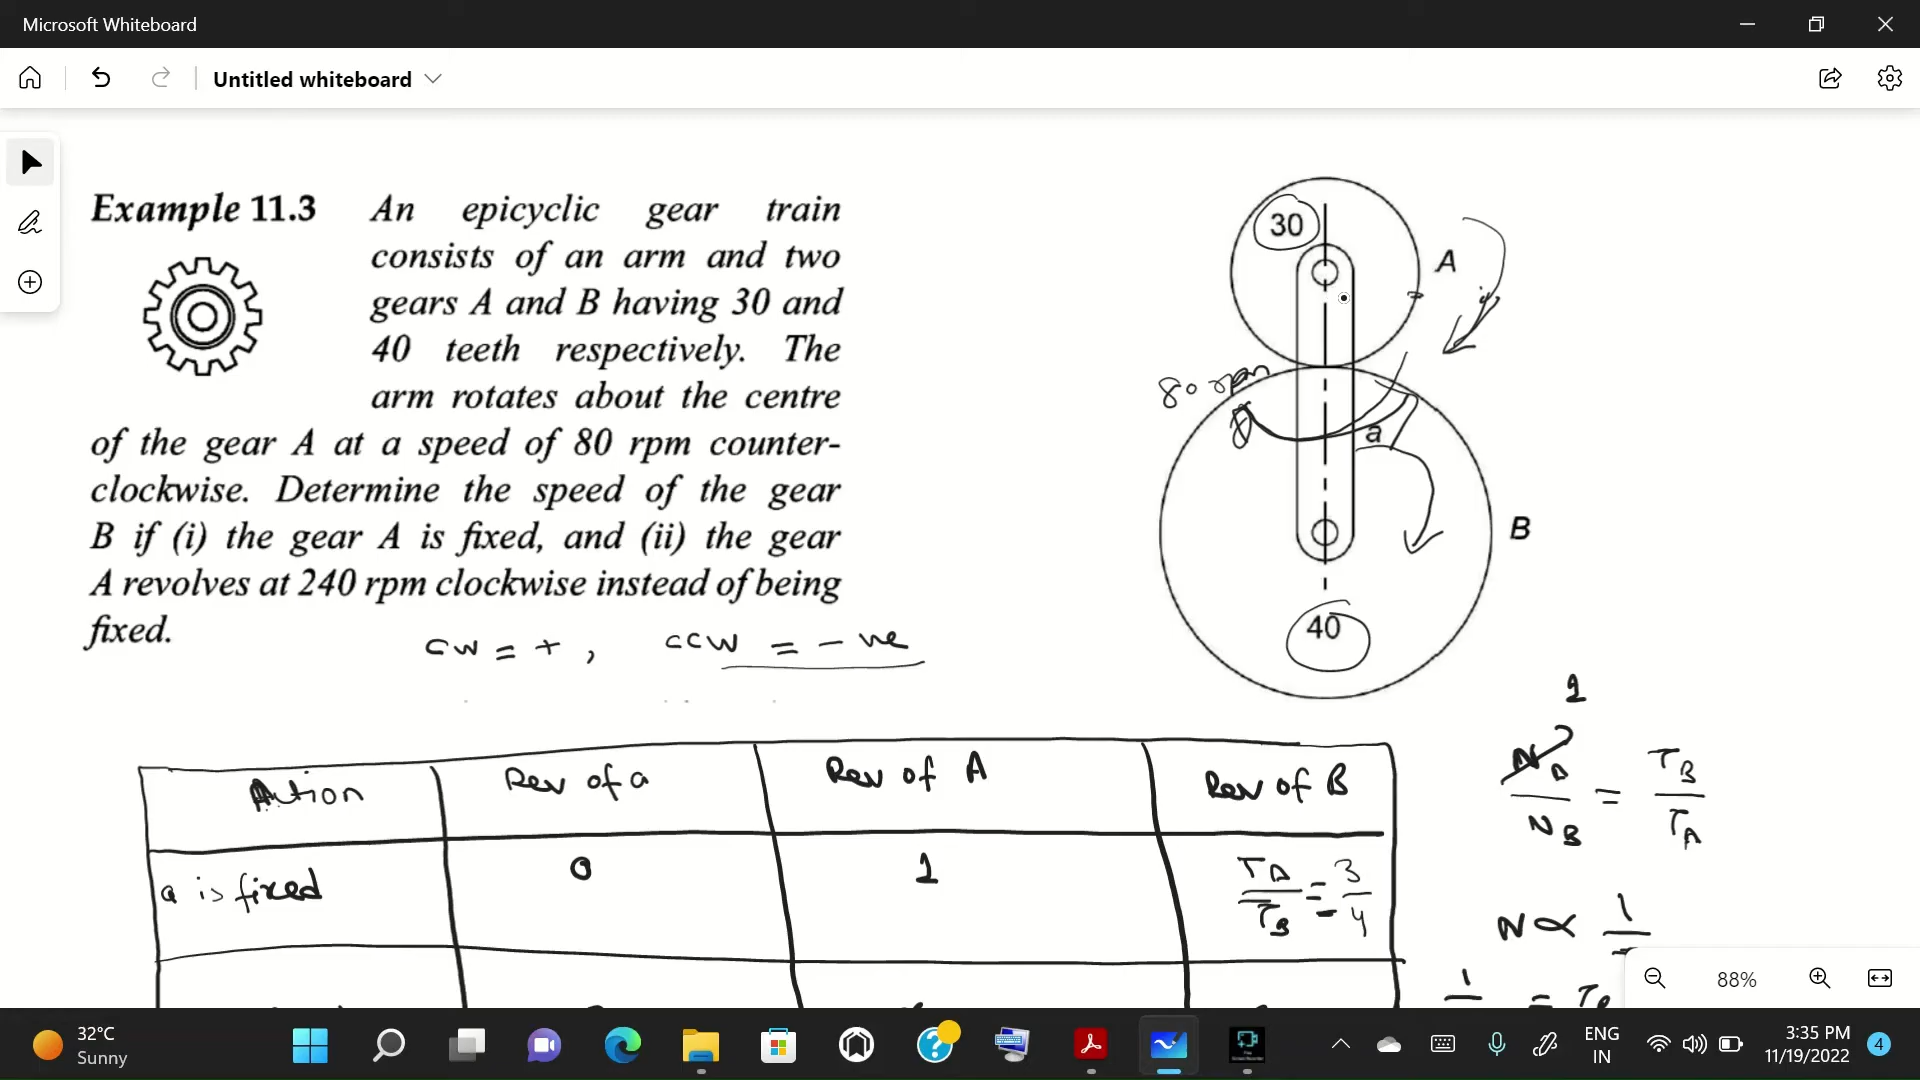 Microsoft Whiteboard
Untitled whiteboard
Example 11.3 An epicyclic gear train
consists of an arm and two
gears A and B having 30 and
40 teeth respectively. The
arm rotates about the centre
of the gear A at a speed of 80 rpm counter-
clockwise. Determine the speed of the gear
B if (i) the gear A is fixed, and (ii) the gear
A revolves at 240 rpm clockwise instead of being
fixed.
cw = + , ccw = - ve
30
A
80 rpm
a
B
40
Action Rev of a Rev of A Rev of B
a is fixed 0 1 TA/TB = - 3/4
1
NA/NB = TB/TA
N ∝ 1
1 =
88%
32°C
Sunny
ENG
IN
3:35 PM
11/19/2022
4